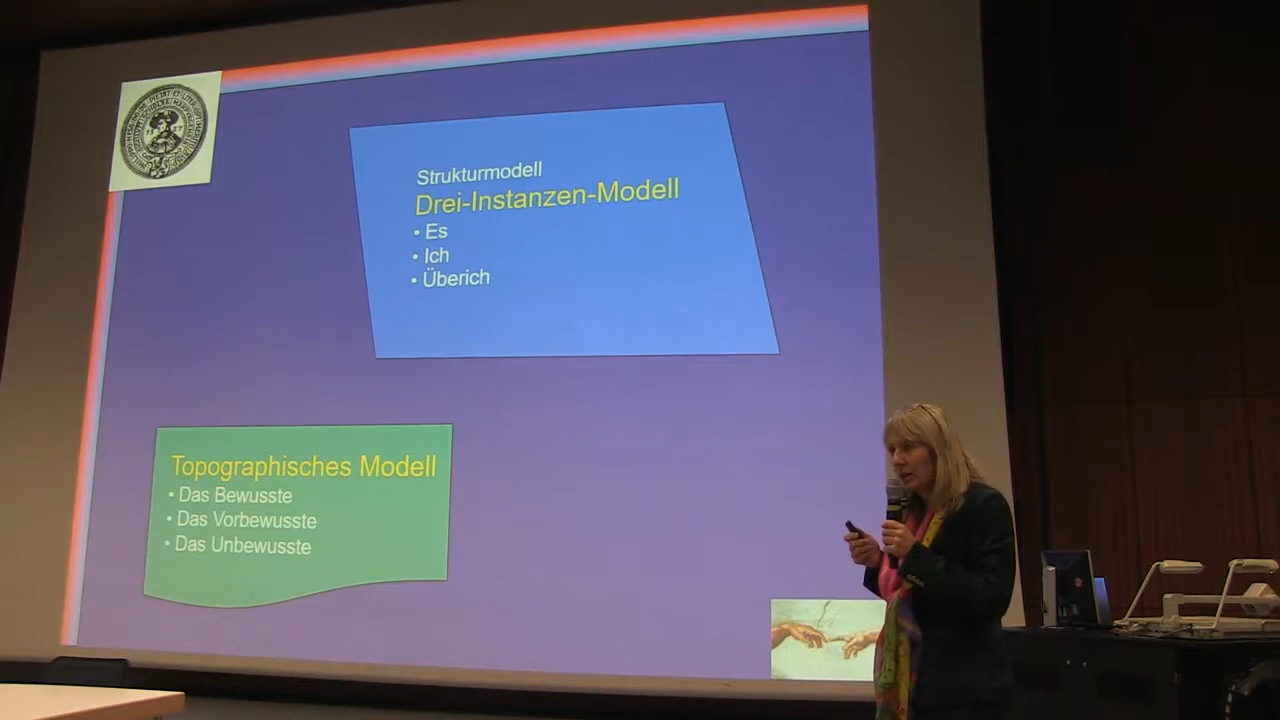 Strukturmodell
Drei-Instanzen-Modell
• Es
• Ich
• Überich
Topographisches Modell
• Das Bewusste
• Das Vorbewusste
• Das Unbewusste